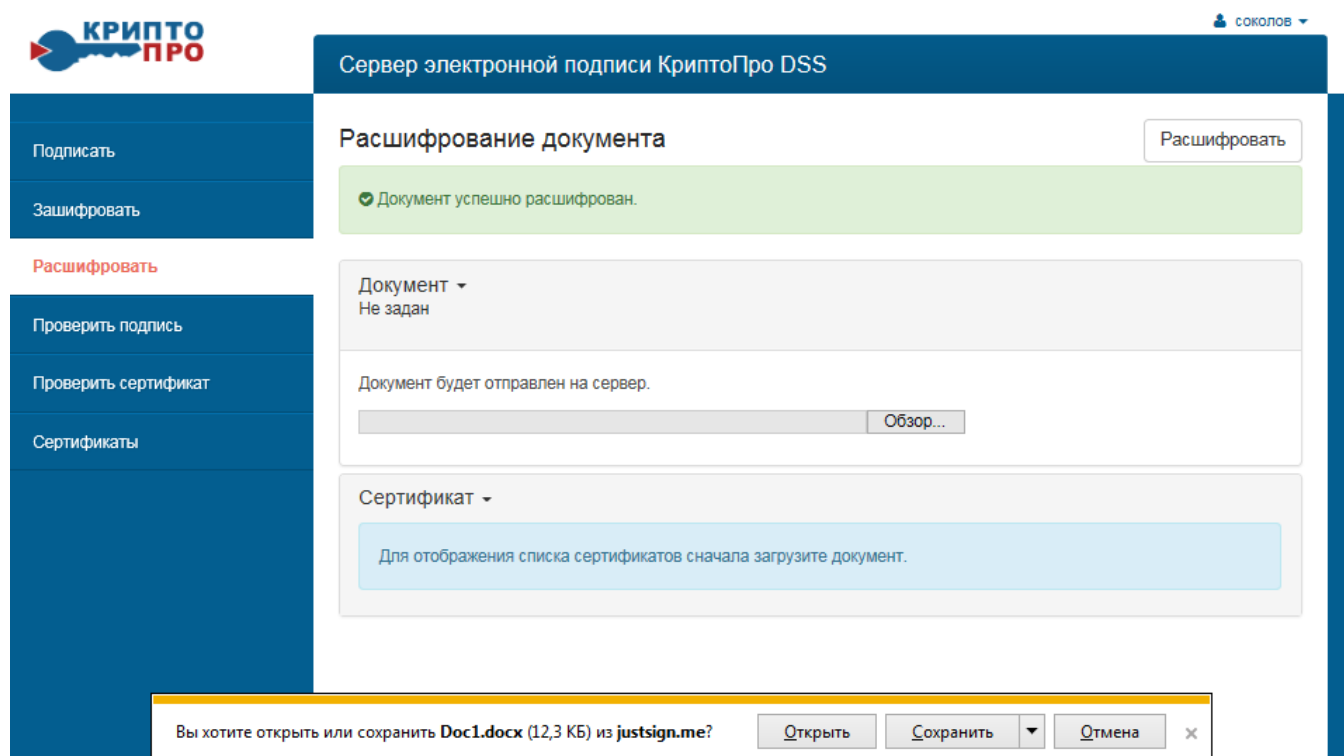 КРИПТО
ПРО
соколов
Сервер электронной подписи КриптоПро DSS
Подписать
Зашифровать
Расшифровать
Проверить подпись
Проверить сертификат
Сертификаты
Расшифрование документа
Расшифровать
Документ успешно расшифрован.
Документ
Не задан
Документ будет отправлен на сервер.
Обзор...
Сертификат
Для отображения списка сертификатов сначала загрузите документ.
Вы хотите открыть или сохранить Doc1.docx (12,3 КБ) из justsign.me?
Открыть
Сохранить
Отмена